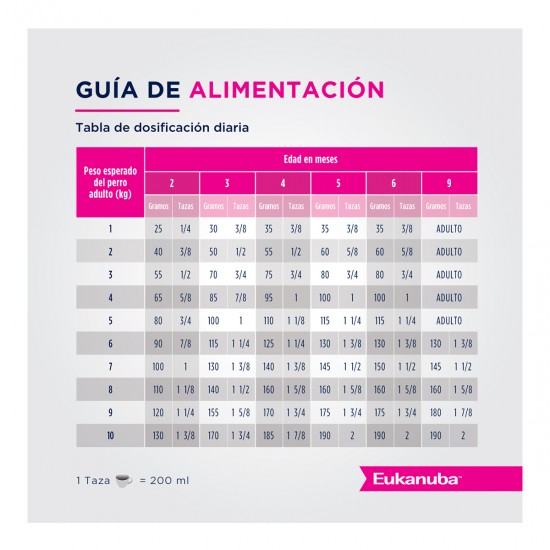 GUÍA DE ALIMENTACIÓN
Tabla de dosificación diaria
Peso esperado del perro adulto (kg)
Edad en meses
2 3 4 5 6 9
Gramos Tazas Gramos Tazas Gramos Tazas Gramos Tazas Gramos Tazas Gramos Tazas
1 25 1/4 30 3/8 35 3/8 35 3/8 35 3/8 ADULTO
2 40 3/8 50 1/2 55 1/2 60 5/8 60 5/8 ADULTO
3 55 1/2 70 3/4 75 3/4 80 3/4 80 3/4 ADULTO
4 65 5/8 85 7/8 95 1 100 1 100 1 ADULTO
5 80 3/4 100 1 110 1 1/8 115 1 1/4 115 1 1/4 ADULTO
6 90 7/8 115 1 1/4 125 1 1/4 130 1 3/8 130 1 3/8 130 1 3/8
7 100 1 130 1 3/8 140 1 3/8 145 1 1/2 150 1 1/2 145 1 1/2
8 110 1 1/8 140 1 1/2 160 1 5/8 160 1 5/8 160 1 5/8 160 1 5/8
9 120 1 1/4 155 1 5/8 170 1 3/4 175 1 3/4 175 1 3/4 180 1 7/8
10 130 1 3/8 170 1 3/4 185 1 7/8 190 2 190 2 190 2
1 Taza = 200 ml
Eukanuba™